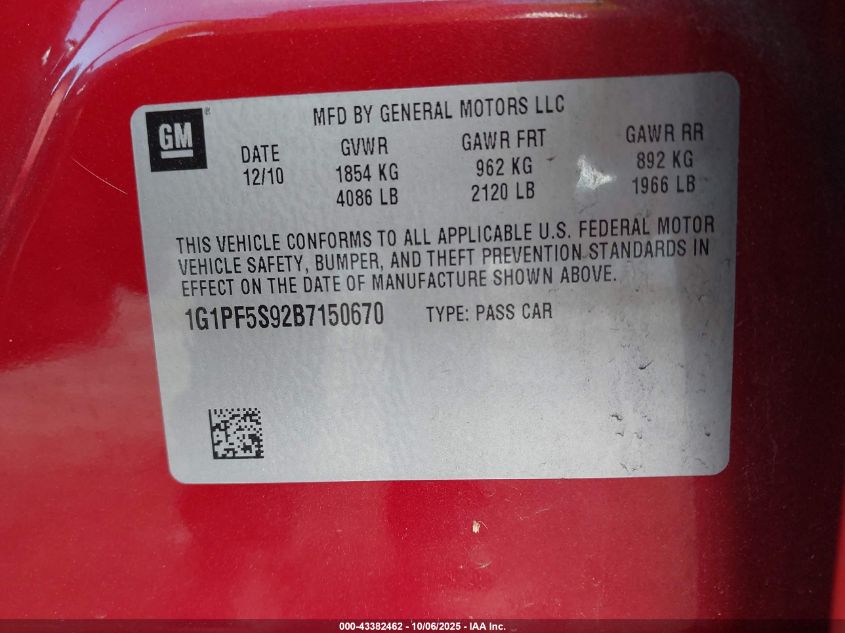 MFD BY GENERAL MOTORS LLC
GM ®
DATE GVWR GAWR FRT GAWR RR
12/10 1854 KG 962 KG 892 KG
4086 LB 2120 LB 1966 LB
THIS VEHICLE CONFORMS TO ALL APPLICABLE U.S. FEDERAL MOTOR
VEHICLE SAFETY, BUMPER, AND THEFT PREVENTION STANDARDS IN
EFFECT ON THE DATE OF MANUFACTURE SHOWN ABOVE.
1G1PF5S92B7150670 TYPE: PASS CAR
000-43382462 - 10/06/2025 - IAA Inc.